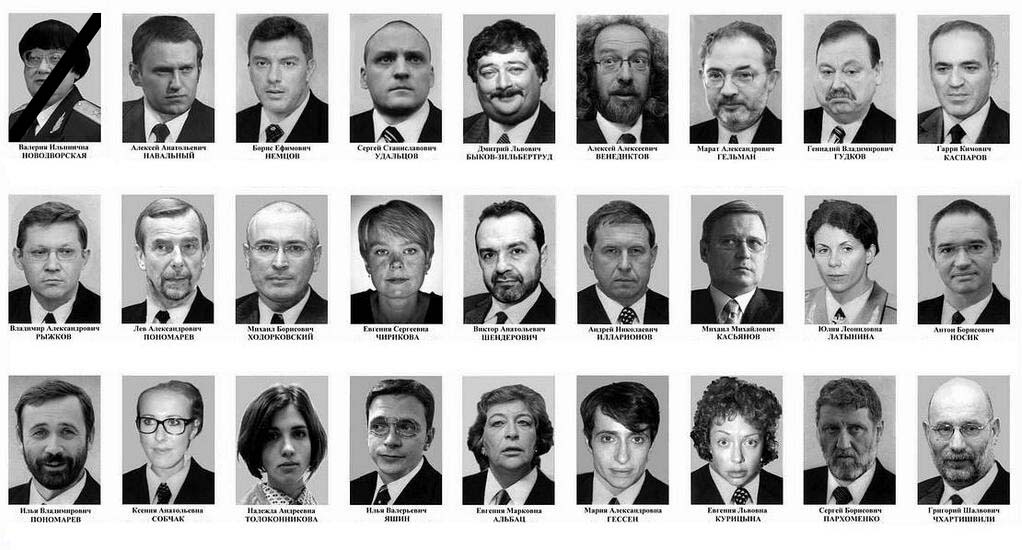 Валерия Ильинична
НОВОДВОРСКАЯ
Алексей Анатольевич
НАВАЛЬНЫЙ
Борис Ефимович
НЕМЦОВ
Сергей Станиславович
УДАЛЬЦОВ
Дмитрий Львович
БЫКОВ-ЗИЛЬБЕРТРУД
Алексей Алексеевич
ВЕНЕДИКТОВ
Марат Александрович
ГЕЛЬМАН
Геннадий Владимирович
ГУДКОВ
Гарри Кимович
КАСПАРОВ
Владимир Александрович
РЫЖКОВ
Лев Александрович
ПОНОМАРЕВ
Михаил Борисович
ХОДОРКОВСКИЙ
Евгения Сергеевна
ЧИРИКОВА
Виктор Анатольевич
ШЕНДЕРОВИЧ
Андрей Николаевич
ИЛЛАРИОНОВ
Михаил Михайлович
КАСЬЯНОВ
Юлия Леонидовна
ЛАТЫНИНА
Антон Борисович
НОСИК
Илья Владимирович
ПОНОМАРЕВ
Ксения Анатольевна
СОБЧАК
Надежда Андреевна
ТОЛОКОННИКОВА
Илья Валерьевич
ЯШИН
Евгения Марковна
АЛЬБАЦ
Мария Александровна
ГЕССЕН
Евгения Львовна
КУРИЦЫНА
Сергей Борисович
ПАРХОМЕНКО
Григорий Шалвович
ЧХАРТИШВИЛИ